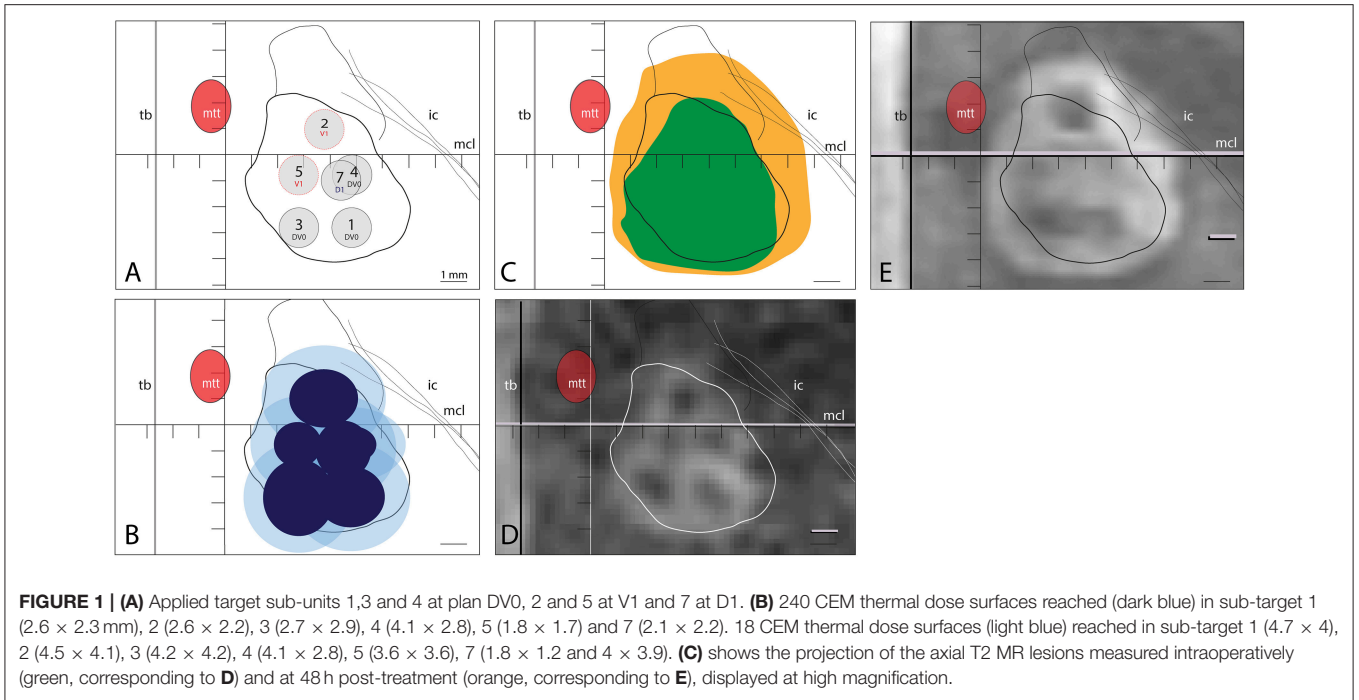 tb
mtt
ic
mcl
2
V1
5
V1
7
D1
4
DV0
3
DV0
1
DV0
A
1 mm
tb
mtt
ic
mcl
C
tb
mtt
ic
mcl
E
tb
mtt
ic
mcl
B
tb
mtt
ic
mcl
D
FIGURE 1 | (A) Applied target sub-units 1,3 and 4 at plan DV0, 2 and 5 at V1 and 7 at D1. (B) 240 CEM thermal dose surfaces reached (dark blue) in sub-target 1
(2.6 × 2.3 mm), 2 (2.6 × 2.2), 3 (2.7 × 2.9), 4 (4.1 × 2.8), 5 (1.8 × 1.7) and 7 (2.1 × 2.2). 18 CEM thermal dose surfaces (light blue) reached in sub-target 1 (4.7 × 4),
2 (4.5 × 4.1), 3 (4.2 × 4.2), 4 (4.1 × 2.8), 5 (3.6 × 3.6), 7 (1.8 × 1.2 and 4 × 3.9). (C) shows the projection of the axial T2 MR lesions measured intraoperatively
(green, corresponding to D) and at 48 h post-treatment (orange, corresponding to E), displayed at high magnification.